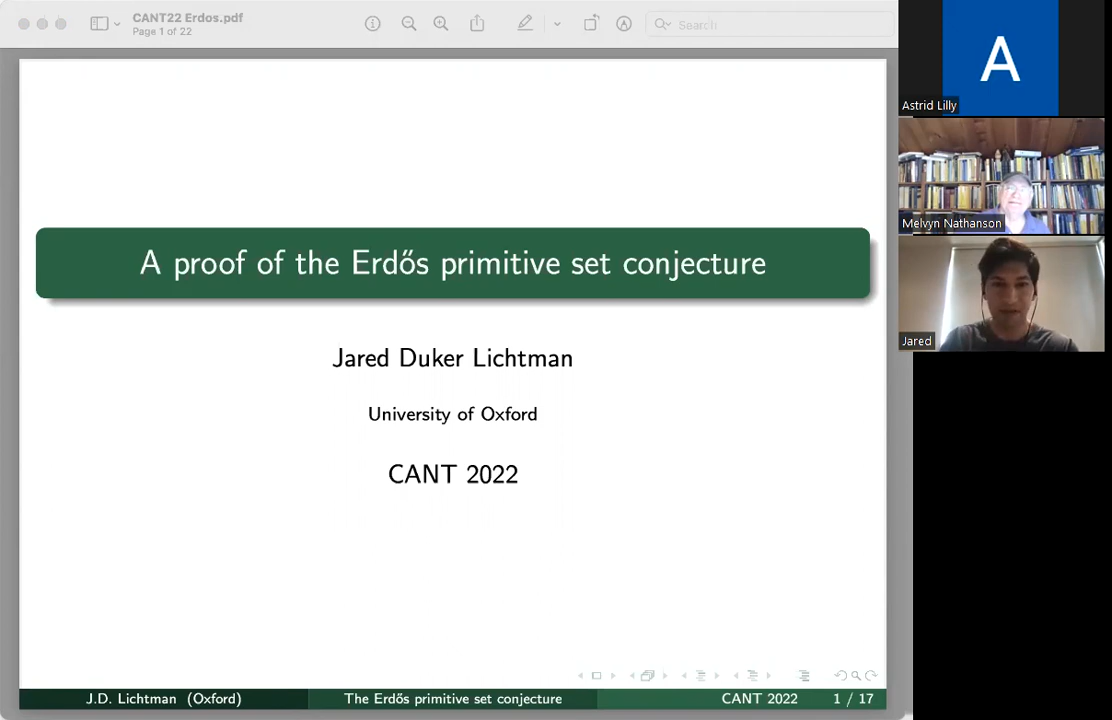 CANT22 Erdos.pdf
Page 1 of 22
Search
A proof of the Erdős primitive set conjecture
Jared Duker Lichtman
University of Oxford
CANT 2022
J.D. Lichtman (Oxford)
The Erdős primitive set conjecture
CANT 2022
1 / 17
A
Astrid Lilly
Melvyn Nathanson
Jared